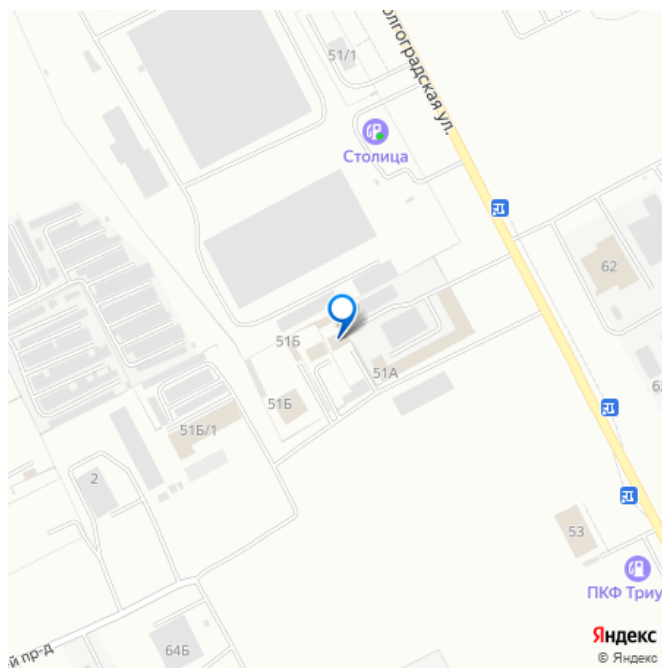 51/1
олгоградская ул.
Столица
62
51Б
51А
51Б
51Б/1
2
53
ПКФ Триу
64Б
й пр-д
Яндекс
© Яндекс